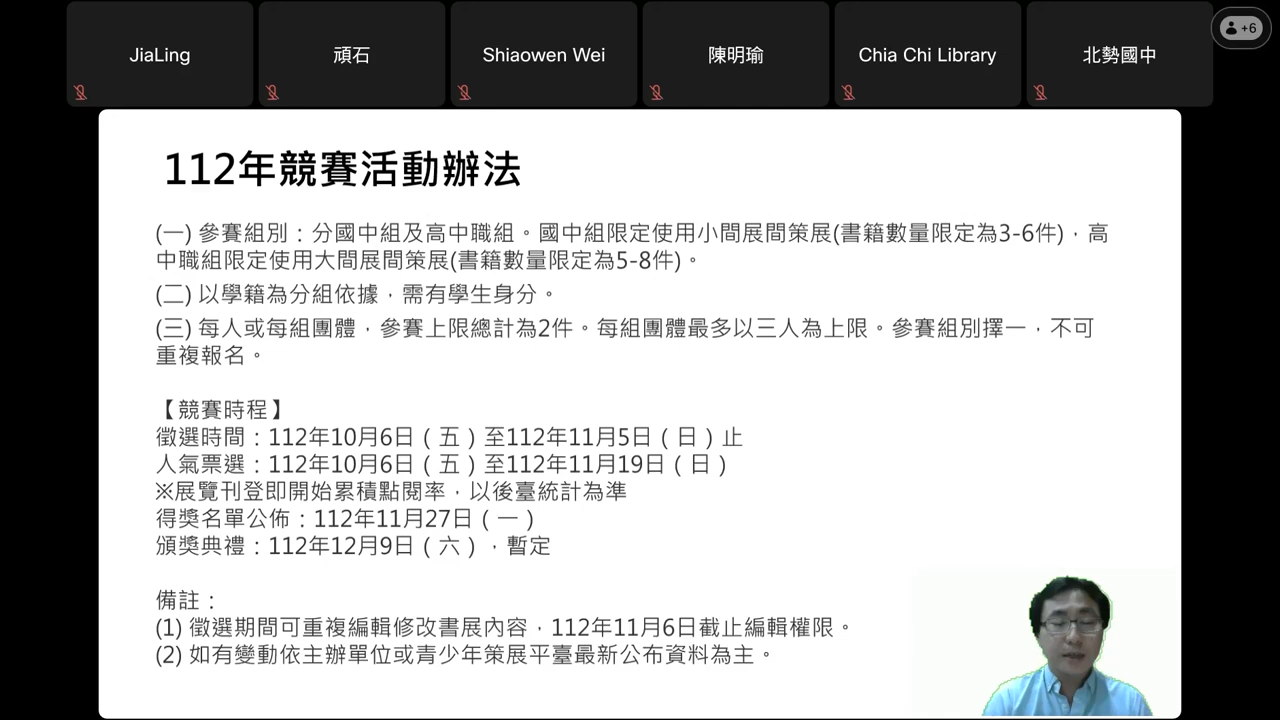 JiaLing
頑石
Shiaowen Wei
陳明瑜
Chia Chi Library
北勢國中
+6
112年競賽活動辦法
(一) 參賽組別：分國中組及高中職組。國中組限定使用小間展間策展(書籍數量限定為3-6件)，高
中職組限定使用大間展間策展(書籍數量限定為5-8件)。
(二) 以學籍為分組依據，需有學生身分。
(三) 每人或每組團體，參賽上限總計為2件。每組團體最多以三人為上限。參賽組別擇一，不可
重複報名。
【競賽時程】
徵選時間：112年10月6日（五）至112年11月5日（日）止
人氣票選：112年10月6日（五）至112年11月19日（日）
※展覽刊登即開始累積點閱率，以後臺統計為準
得獎名單公佈：112年11月27日（一）
頒獎典禮：112年12月9日（六），暫定
備註：
(1) 徵選期間可重複編輯修改書展內容，112年11月6日截止編輯權限。
(2) 如有變動依主辦單位或青少年策展平臺最新公布資料為主。